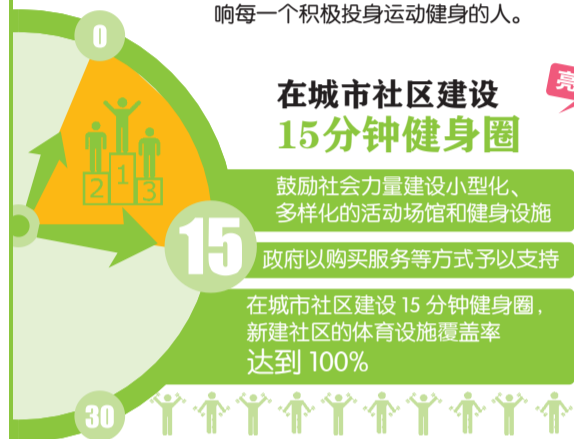 响每一个积极投身运动健身的人。
0
在城市社区建设
亮
15分钟健身圈
2 1 3
鼓励社会力量建设小型化、
多样化的活动场馆和健身设施
15
政府以购买服务等方式予以支持
在城市社区建设 15 分钟健身圈，
新建社区的体育设施覆盖率
达到 100%
30